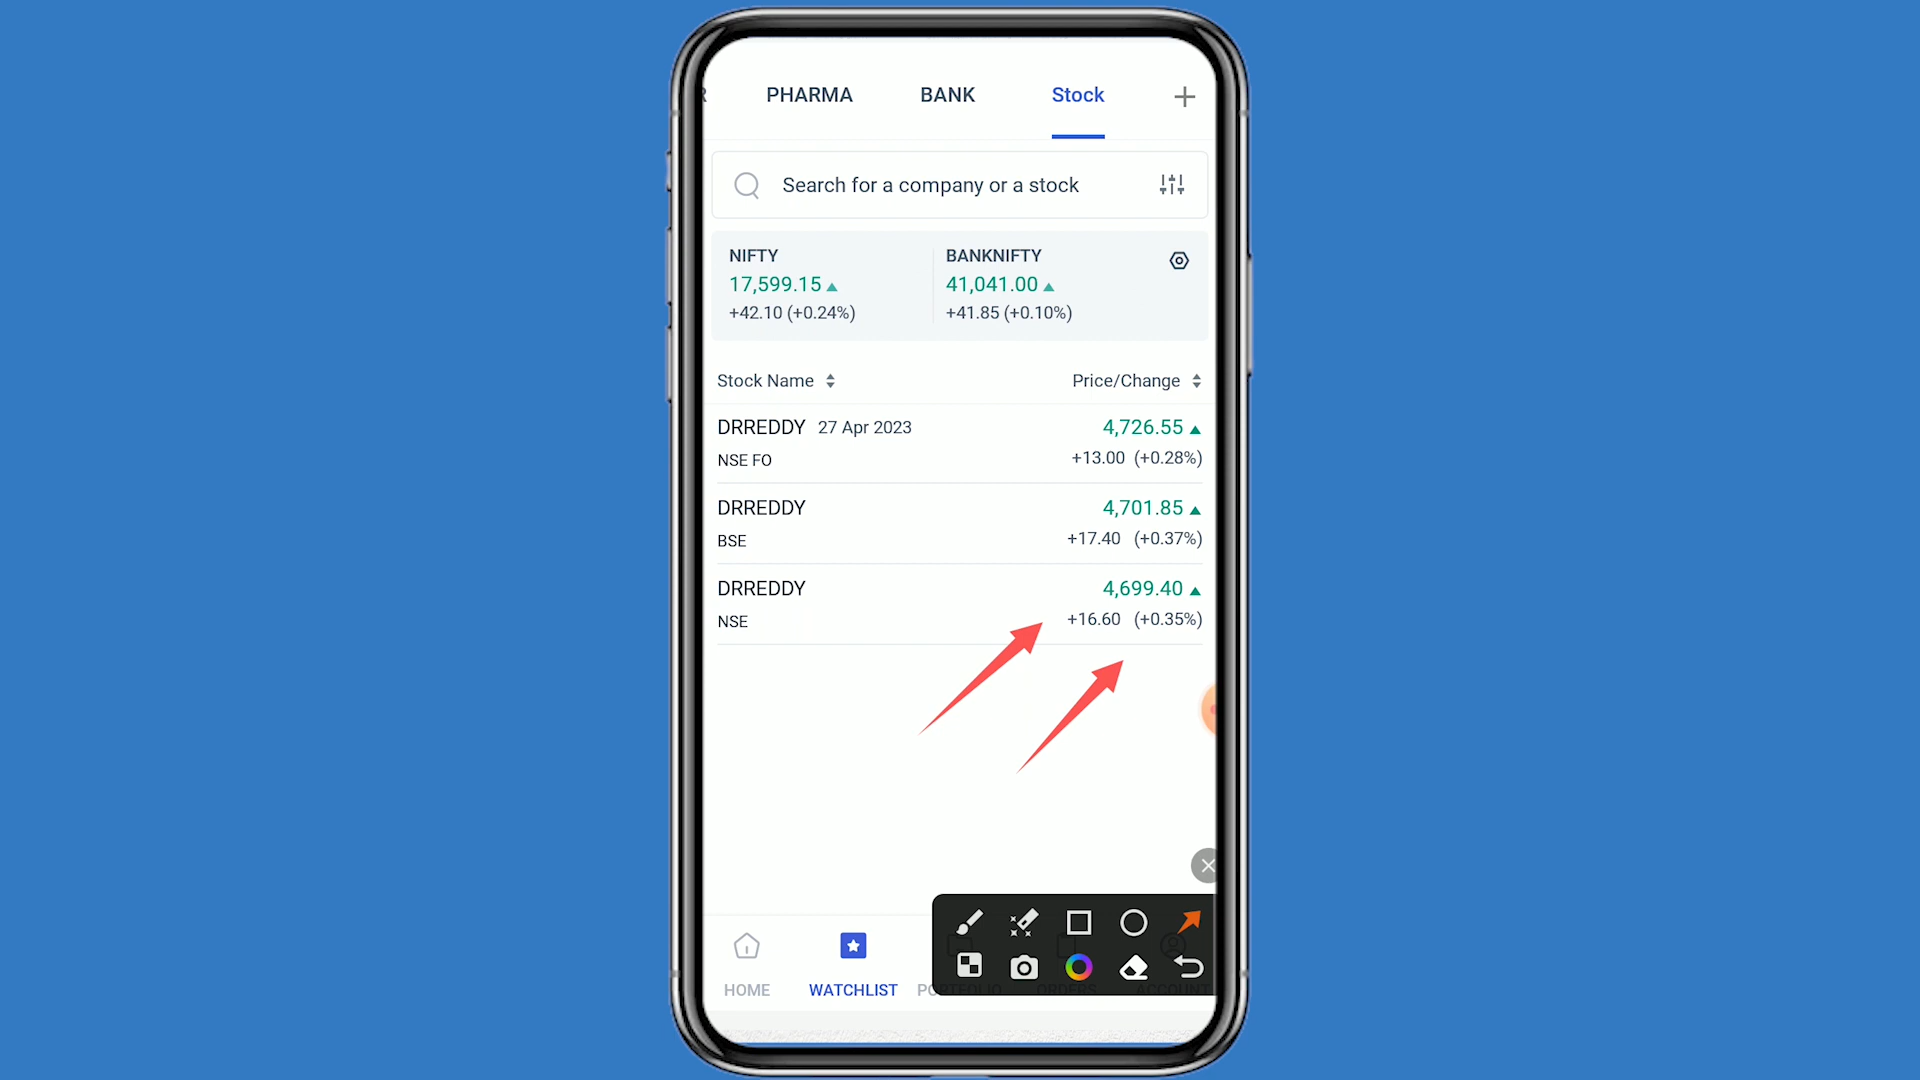 PHARMA BANK Stock
Search for a company or a stock
NIFTY BANKNIFTY
17,599.15 41,041.00
+42.10 (+0.24%) +41.85 (+0.10%)
Stock Name Price/Change
DRREDDY 27 Apr 2023 4,726.55
NSE FO +13.00 (+0.28%)
DRREDDY 4,701.85
BSE +17.40 (+0.37%)
DRREDDY 4,699.40
NSE +16.60 (+0.35%)
HOME WATCHLIST PORTFOLIO ORDERS ACCOUNT